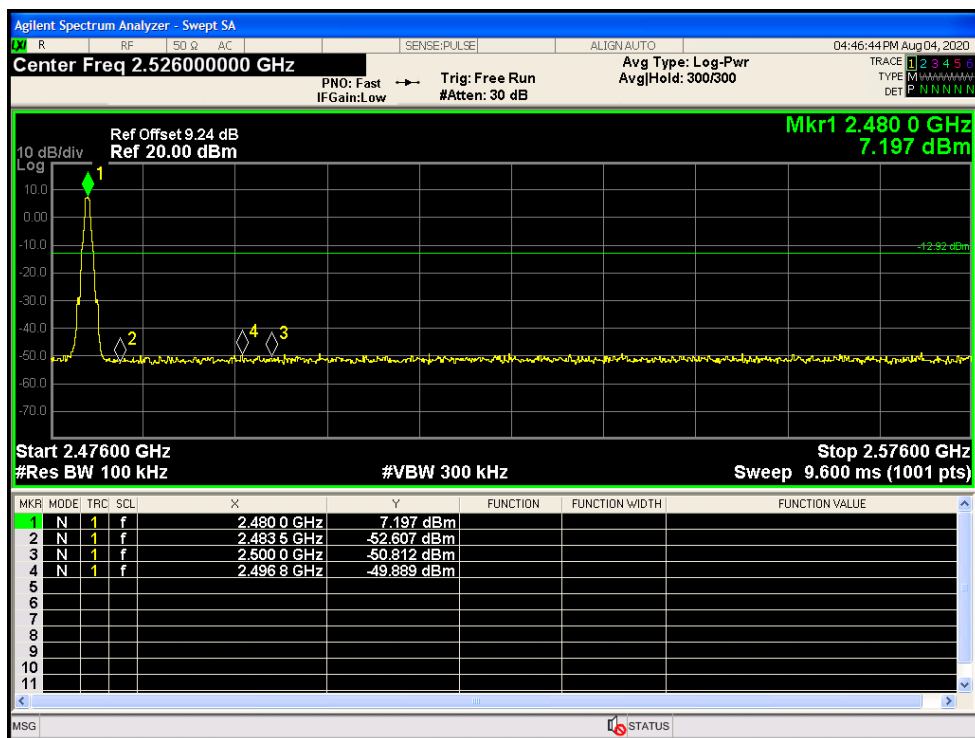 Agilent Spectrum Analyzer - Swept SA
LXI R RF 50 Ω AC SENSE:PULSE ALIGN AUTO 04:46:44 PM Aug 04, 2020
Center Freq 2.526000000 GHz
PNO: Fast Trig: Free Run Avg Type: Log-Pwr TRACE 1 2 3 4 5 6
IFGain:Low #Atten: 30 dB Avg|Hold: 300/300 TYPE M
DET P N N N N N
Mkr1 2.480 0 GHz
7.197 dBm
Ref Offset 9.24 dB
10 dB/div Ref 20.00 dBm
Log
1
10.0
0.00
-10.0 -12.92 dBm
-20.0
-30.0
-40.0 2 4 3
-50.0
-60.0
-70.0
Start 2.47600 GHz Stop 2.57600 GHz
#Res BW 100 kHz #VBW 300 kHz Sweep 9.600 ms (1001 pts)
MKR MODE TRC SCL X Y FUNCTION FUNCTION WIDTH FUNCTION VALUE
1 N 1 f 2.480 0 GHz 7.197 dBm
2 N 1 f 2.483 5 GHz -52.607 dBm
3 N 1 f 2.500 0 GHz -50.812 dBm
4 N 1 f 2.496 8 GHz -49.889 dBm
5
6
7
8
9
10
11
MSG STATUS